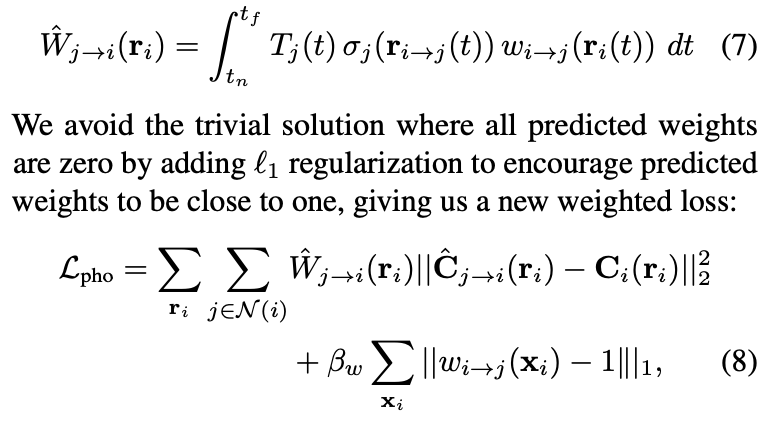 Ŵ_{j→i}(r_i) = ∫_{t_n}^{t_f} T_j(t) σ_j(r_{i→j}(t)) w_{i→j}(r_i(t)) dt (7)
We avoid the trivial solution where all predicted weights
are zero by adding ℓ_1 regularization to encourage predicted
weights to be close to one, giving us a new weighted loss:
ℒ_pho = ∑_{r_i} ∑_{j∈𝒩(i)} Ŵ_{j→i}(r_i)||Ĉ_{j→i}(r_i) − C_i(r_i)||_2^2
+ β_w ∑_{x_i} ||w_{i→j}(x_i) − 1|||_1, (8)